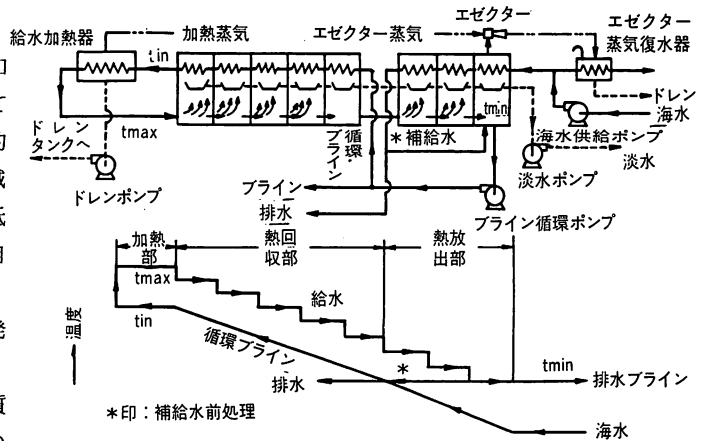 エゼクター
エゼクター
蒸気復水器
給水加熱器
加熱蒸気
エゼクター蒸気
tin
tmax
tmin
ドレン
タンクへ
ドレンポンプ
循環・
ブライン
*補給水
ドレン
海水
海水供給ポンプ
淡水
淡水ポンプ
ブライン
排水
ブライン循環ポンプ
加熱
部
熱回
収部
熱放
出部
tmax
tin
給水
循環ブライン
温度
排水
*
tmin
排水ブライン
海水
*印：補給水前処理